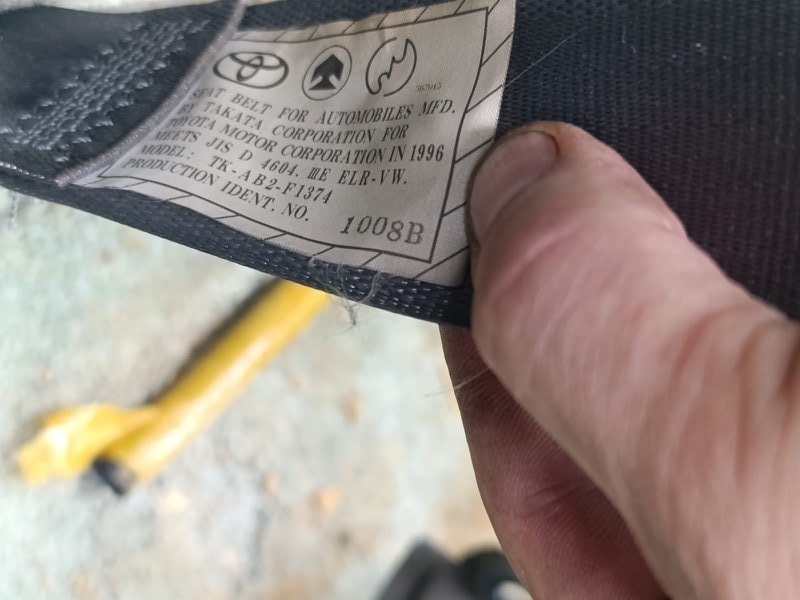 SEAT BELT FOR AUTOMOBILES MFD.
BY TAKATA CORPORATION FOR
TOYOTA MOTOR CORPORATION IN 1996
MEETS JIS D 4604. ⅢE ELR-VW.
MODEL: TK-AB2-F1374
PRODUCTION IDENT. NO.
1008B